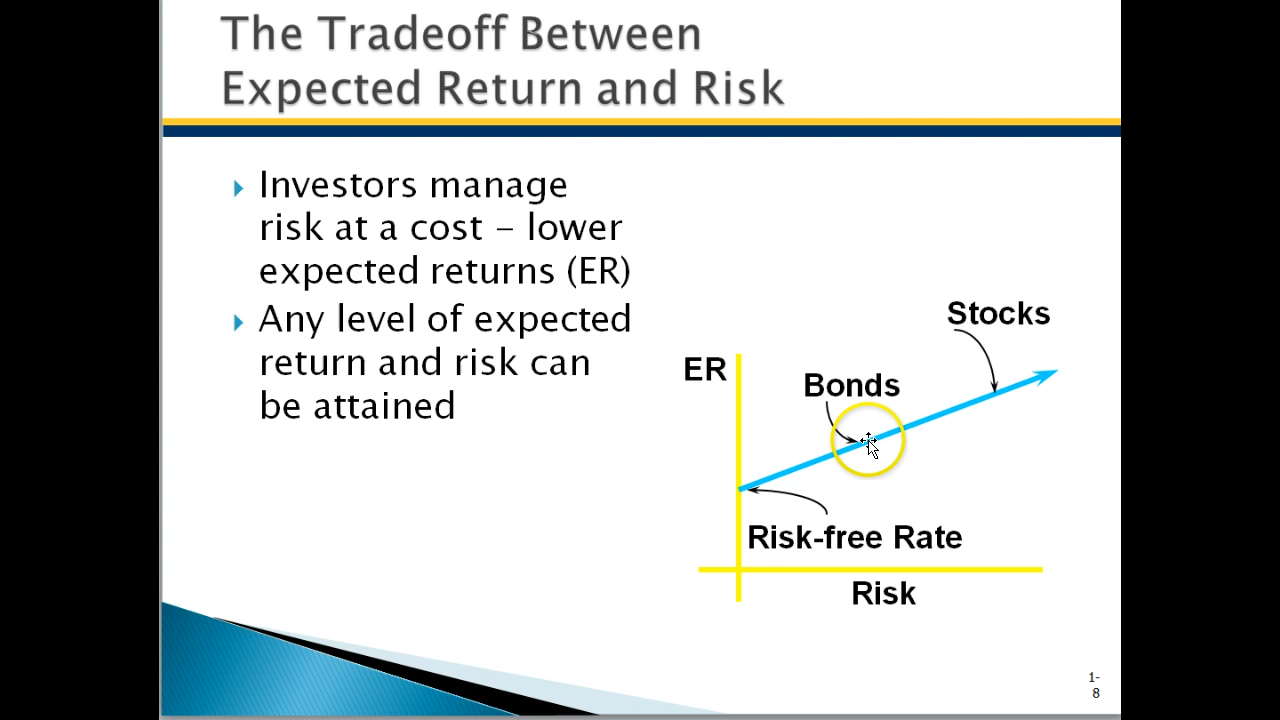 The Tradeoff Between
Expected Return and Risk
Investors manage
risk at a cost – lower
expected returns (ER)
Any level of expected
return and risk can
be attained
Stocks
ER
Bonds
Risk-free Rate
Risk
1-
8